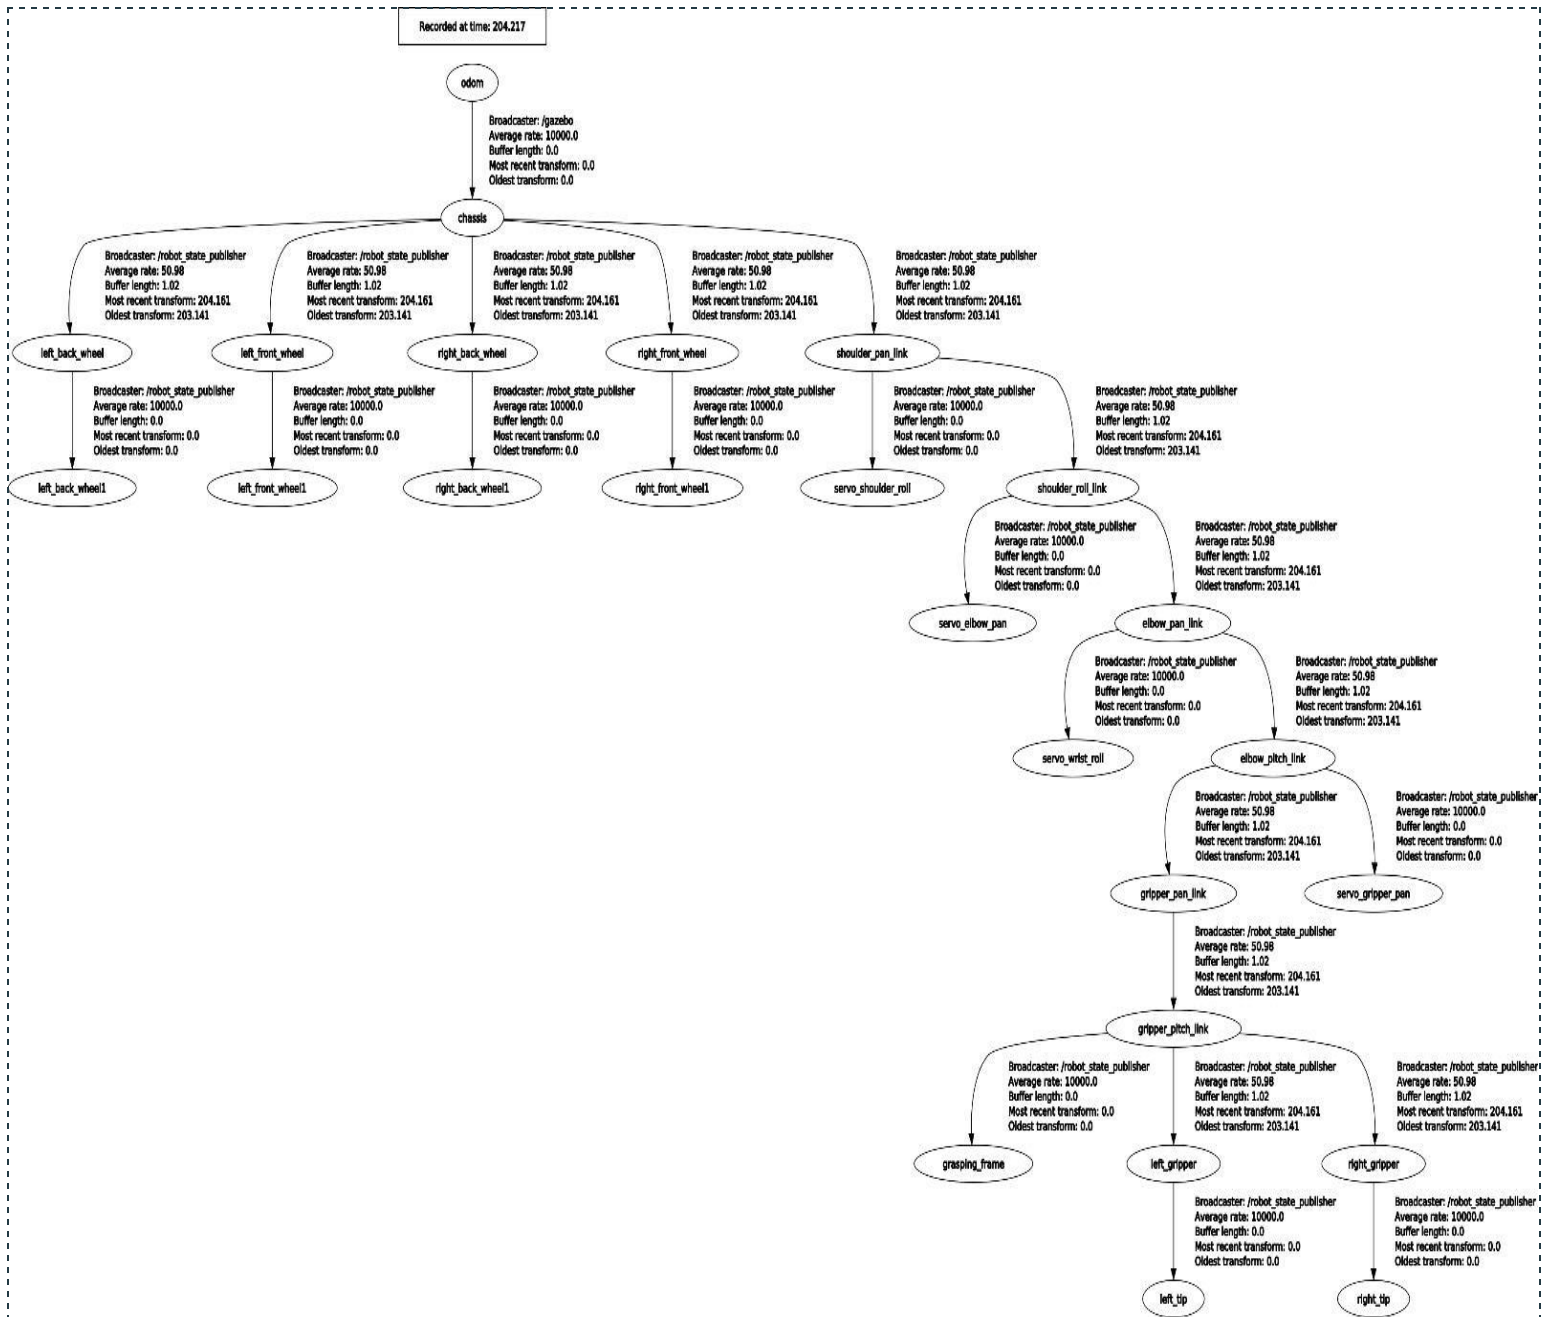 Recorded at time: 204.217
odom
Broadcaster: /gazebo
Average rate: 10000.0
Buffer length: 0.0
Most recent transform: 0.0
Oldest transform: 0.0
chassis
Broadcaster: /robot_state_publisher
Average rate: 50.98
Buffer length: 1.02
Most recent transform: 204.161
Oldest transform: 203.141
Broadcaster: /robot_state_publisher
Average rate: 50.98
Buffer length: 1.02
Most recent transform: 204.161
Oldest transform: 203.141
Broadcaster: /robot_state_publisher
Average rate: 50.98
Buffer length: 1.02
Most recent transform: 204.161
Oldest transform: 203.141
Broadcaster: /robot_state_publisher
Average rate: 50.98
Buffer length: 1.02
Most recent transform: 204.161
Oldest transform: 203.141
Broadcaster: /robot_state_publisher
Average rate: 50.98
Buffer length: 1.02
Most recent transform: 204.161
Oldest transform: 203.141
left_back_wheel
left_front_wheel
right_back_wheel
right_front_wheel
shoulder_pan_link
Broadcaster: /robot_state_publisher
Average rate: 10000.0
Buffer length: 0.0
Most recent transform: 0.0
Oldest transform: 0.0
Broadcaster: /robot_state_publisher
Average rate: 10000.0
Buffer length: 0.0
Most recent transform: 0.0
Oldest transform: 0.0
Broadcaster: /robot_state_publisher
Average rate: 10000.0
Buffer length: 0.0
Most recent transform: 0.0
Oldest transform: 0.0
Broadcaster: /robot_state_publisher
Average rate: 10000.0
Buffer length: 0.0
Most recent transform: 0.0
Oldest transform: 0.0
Broadcaster: /robot_state_publisher
Average rate: 10000.0
Buffer length: 0.0
Most recent transform: 0.0
Oldest transform: 0.0
Broadcaster: /robot_state_publisher
Average rate: 50.98
Buffer length: 1.02
Most recent transform: 204.161
Oldest transform: 203.141
left_back_wheel1
left_front_wheel1
right_back_wheel1
right_front_wheel1
servo_shoulder_roll
shoulder_roll_link
Broadcaster: /robot_state_publisher
Average rate: 10000.0
Buffer length: 0.0
Most recent transform: 0.0
Oldest transform: 0.0
Broadcaster: /robot_state_publisher
Average rate: 50.98
Buffer length: 1.02
Most recent transform: 204.161
Oldest transform: 203.141
servo_elbow_pan
elbow_pan_link
Broadcaster: /robot_state_publisher
Average rate: 10000.0
Buffer length: 0.0
Most recent transform: 0.0
Oldest transform: 0.0
Broadcaster: /robot_state_publisher
Average rate: 50.98
Buffer length: 1.02
Most recent transform: 204.161
Oldest transform: 203.141
servo_wrist_roll
elbow_pitch_link
Broadcaster: /robot_state_publisher
Average rate: 50.98
Buffer length: 1.02
Most recent transform: 204.161
Oldest transform: 203.141
Broadcaster: /robot_state_publisher
Average rate: 10000.0
Buffer length: 0.0
Most recent transform: 0.0
Oldest transform: 0.0
gripper_pan_link
servo_gripper_pan
Broadcaster: /robot_state_publisher
Average rate: 50.98
Buffer length: 1.02
Most recent transform: 204.161
Oldest transform: 203.141
gripper_pitch_link
Broadcaster: /robot_state_publisher
Average rate: 10000.0
Buffer length: 0.0
Most recent transform: 0.0
Oldest transform: 0.0
Broadcaster: /robot_state_publisher
Average rate: 50.98
Buffer length: 1.02
Most recent transform: 204.161
Oldest transform: 203.141
Broadcaster: /robot_state_publisher
Average rate: 50.98
Buffer length: 1.02
Most recent transform: 204.161
Oldest transform: 203.141
grasping_frame
left_gripper
right_gripper
Broadcaster: /robot_state_publisher
Average rate: 10000.0
Buffer length: 0.0
Most recent transform: 0.0
Oldest transform: 0.0
Broadcaster: /robot_state_publisher
Average rate: 10000.0
Buffer length: 0.0
Most recent transform: 0.0
Oldest transform: 0.0
left_tip
right_tip